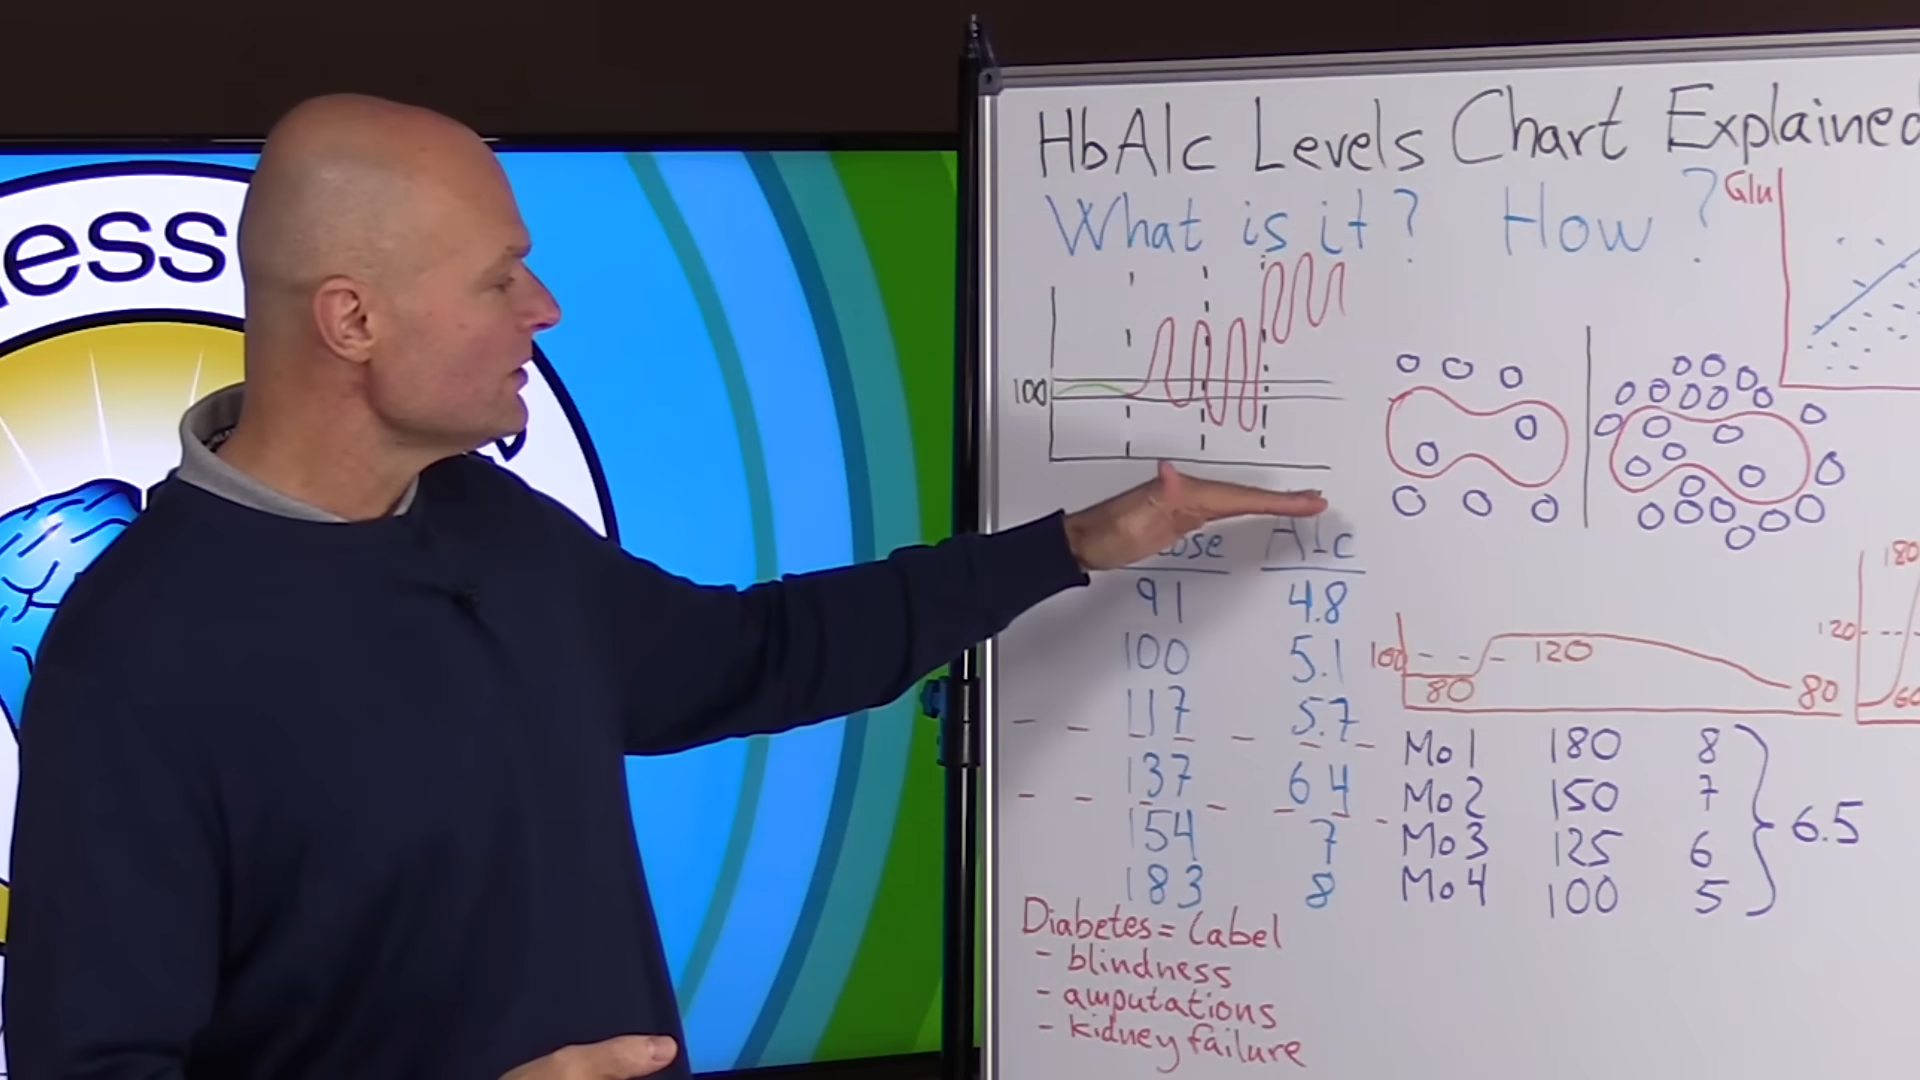 ess
HbA1c Levels Chart Explained
What is it? How?
Glu
100
A1c
91 4.8
100 5.1
117 5.7
137 6.4
154 7
183 8
100 80 120 80
180
120
60
Mo1 180 8
Mo2 150 7
Mo3 125 6
Mo4 100 5
6.5
Diabetes = Label
- blindness
- amputations
- kidney failure